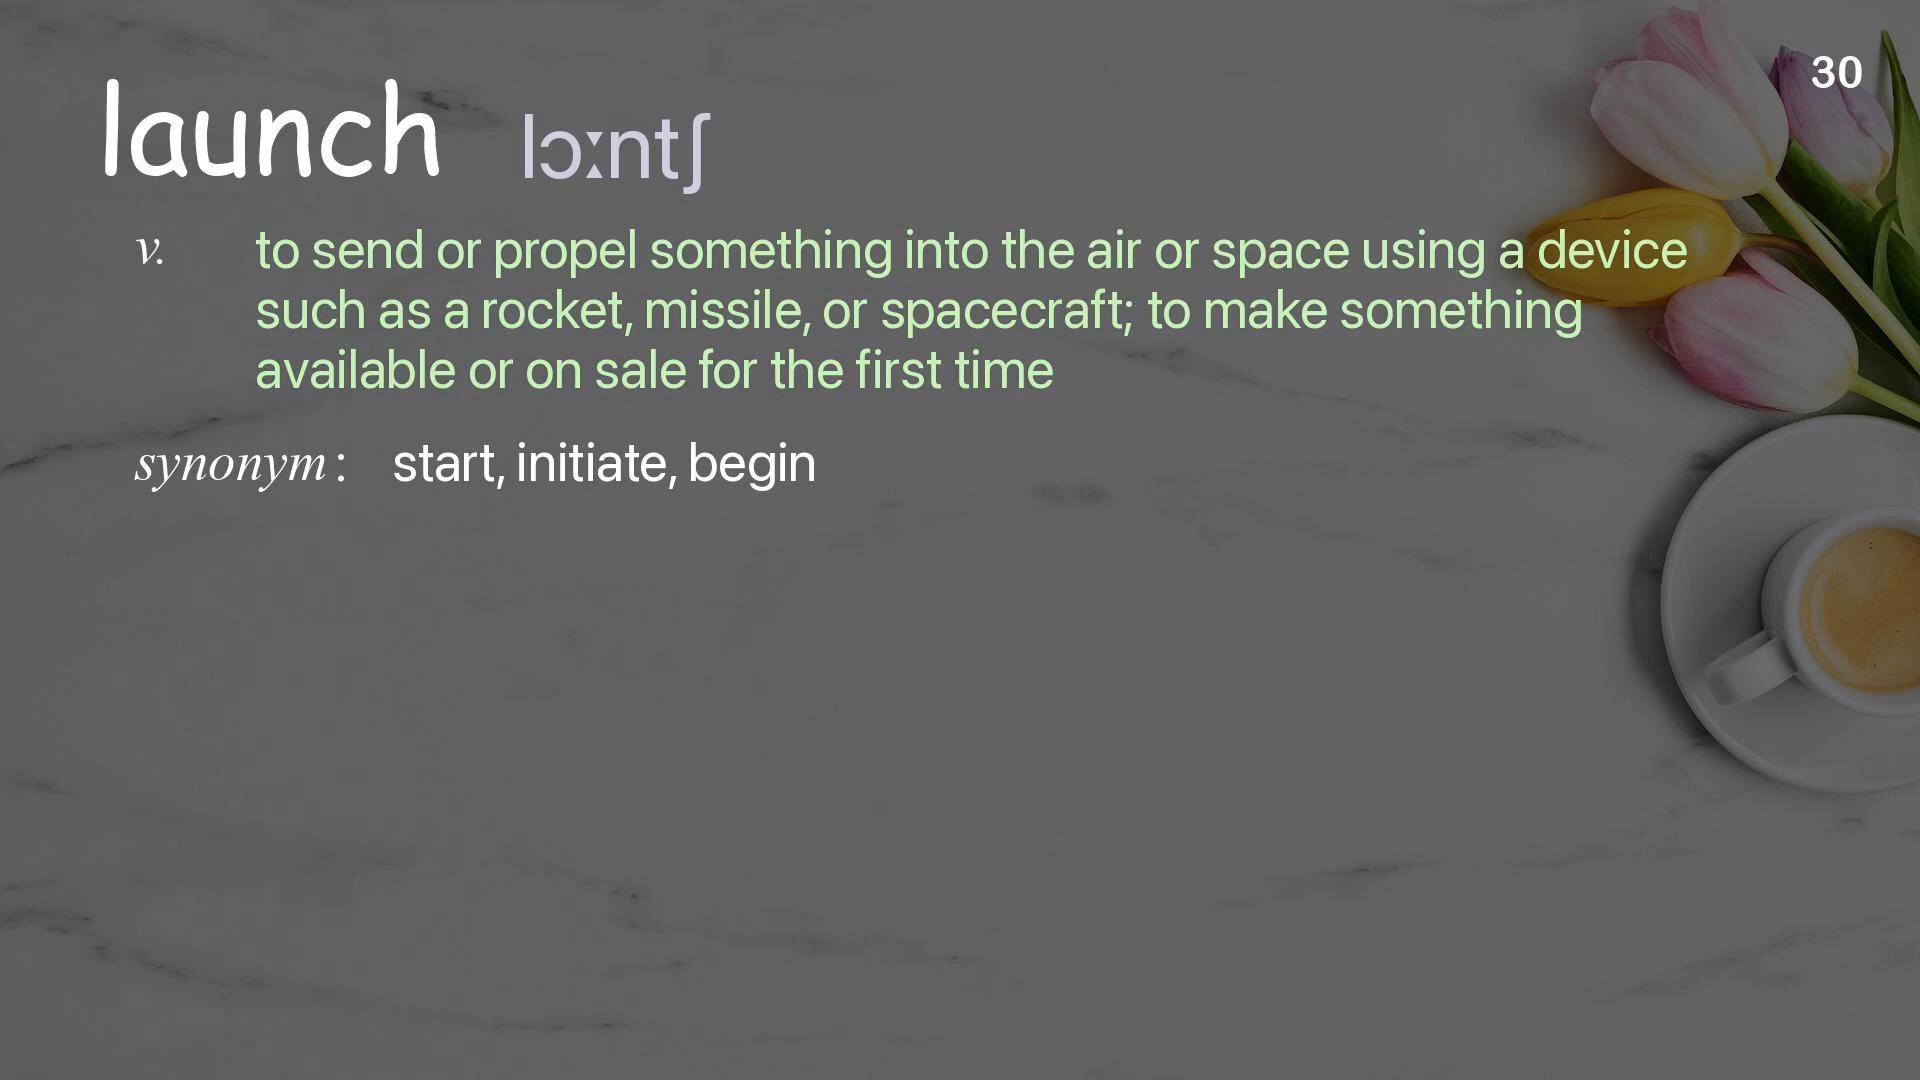 30
launch lɔːntʃ
v. to send or propel something into the air or space using a device
such as a rocket, missile, or spacecraft; to make something
available or on sale for the first time
synonym : start, initiate, begin